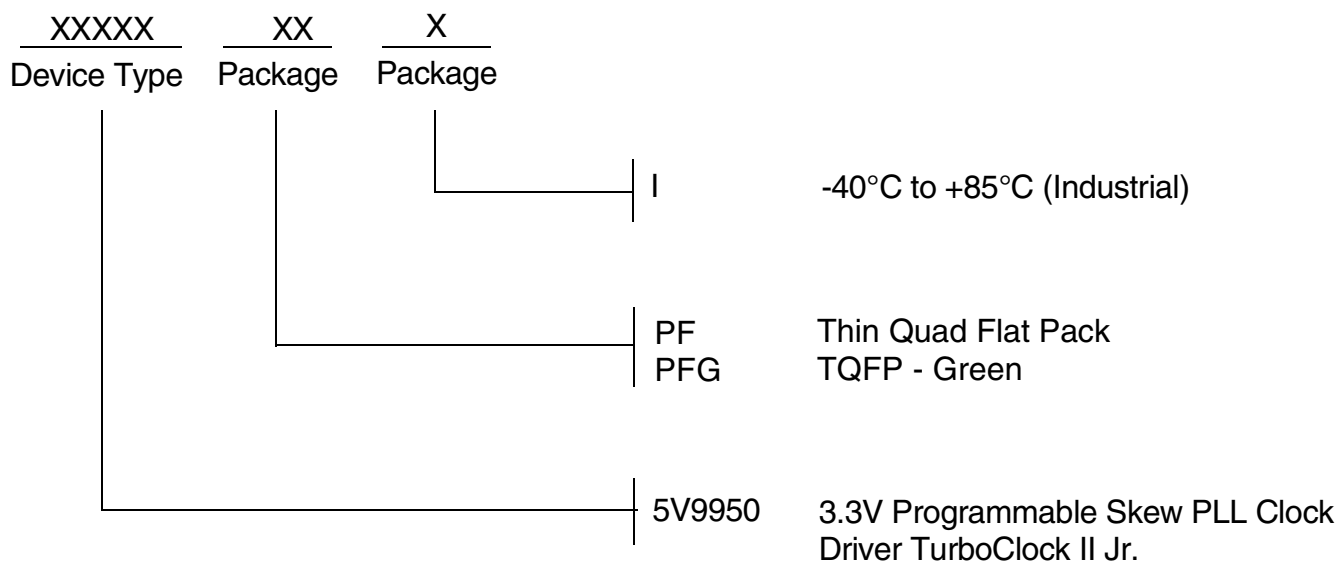 XXXXX XX X
Device Type Package Package
I -40°C to +85°C (Industrial)
PF Thin Quad Flat Pack
PFG TQFP - Green
5V9950 3.3V Programmable Skew PLL Clock
Driver TurboClock II Jr.